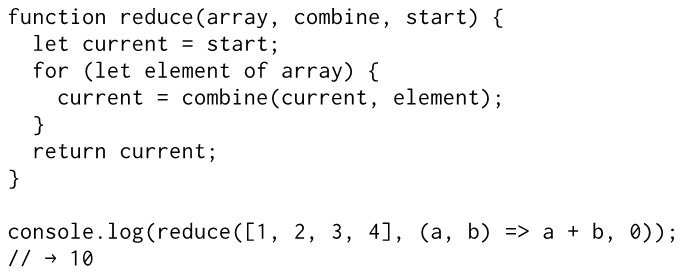 function reduce(array, combine, start) {
  let current = start;
  for (let element of array) {
    current = combine(current, element);
  }
  return current;
}

console.log(reduce([1, 2, 3, 4], (a, b) => a + b, 0));
// → 10